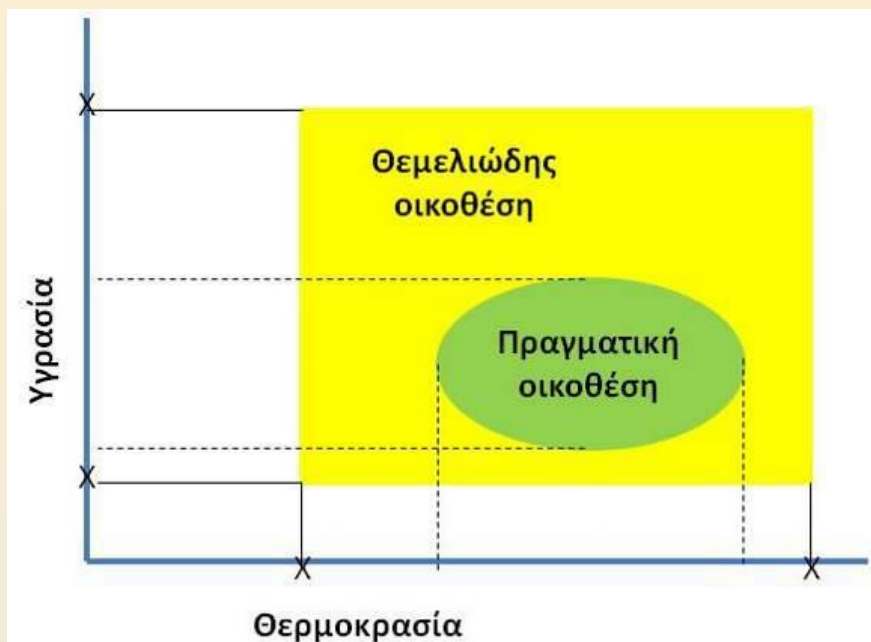 Θεμελιώδης
οικοθέση
Πραγματική
οικοθέση
Υγρασία
Θερμοκρασία
X
X
X
X